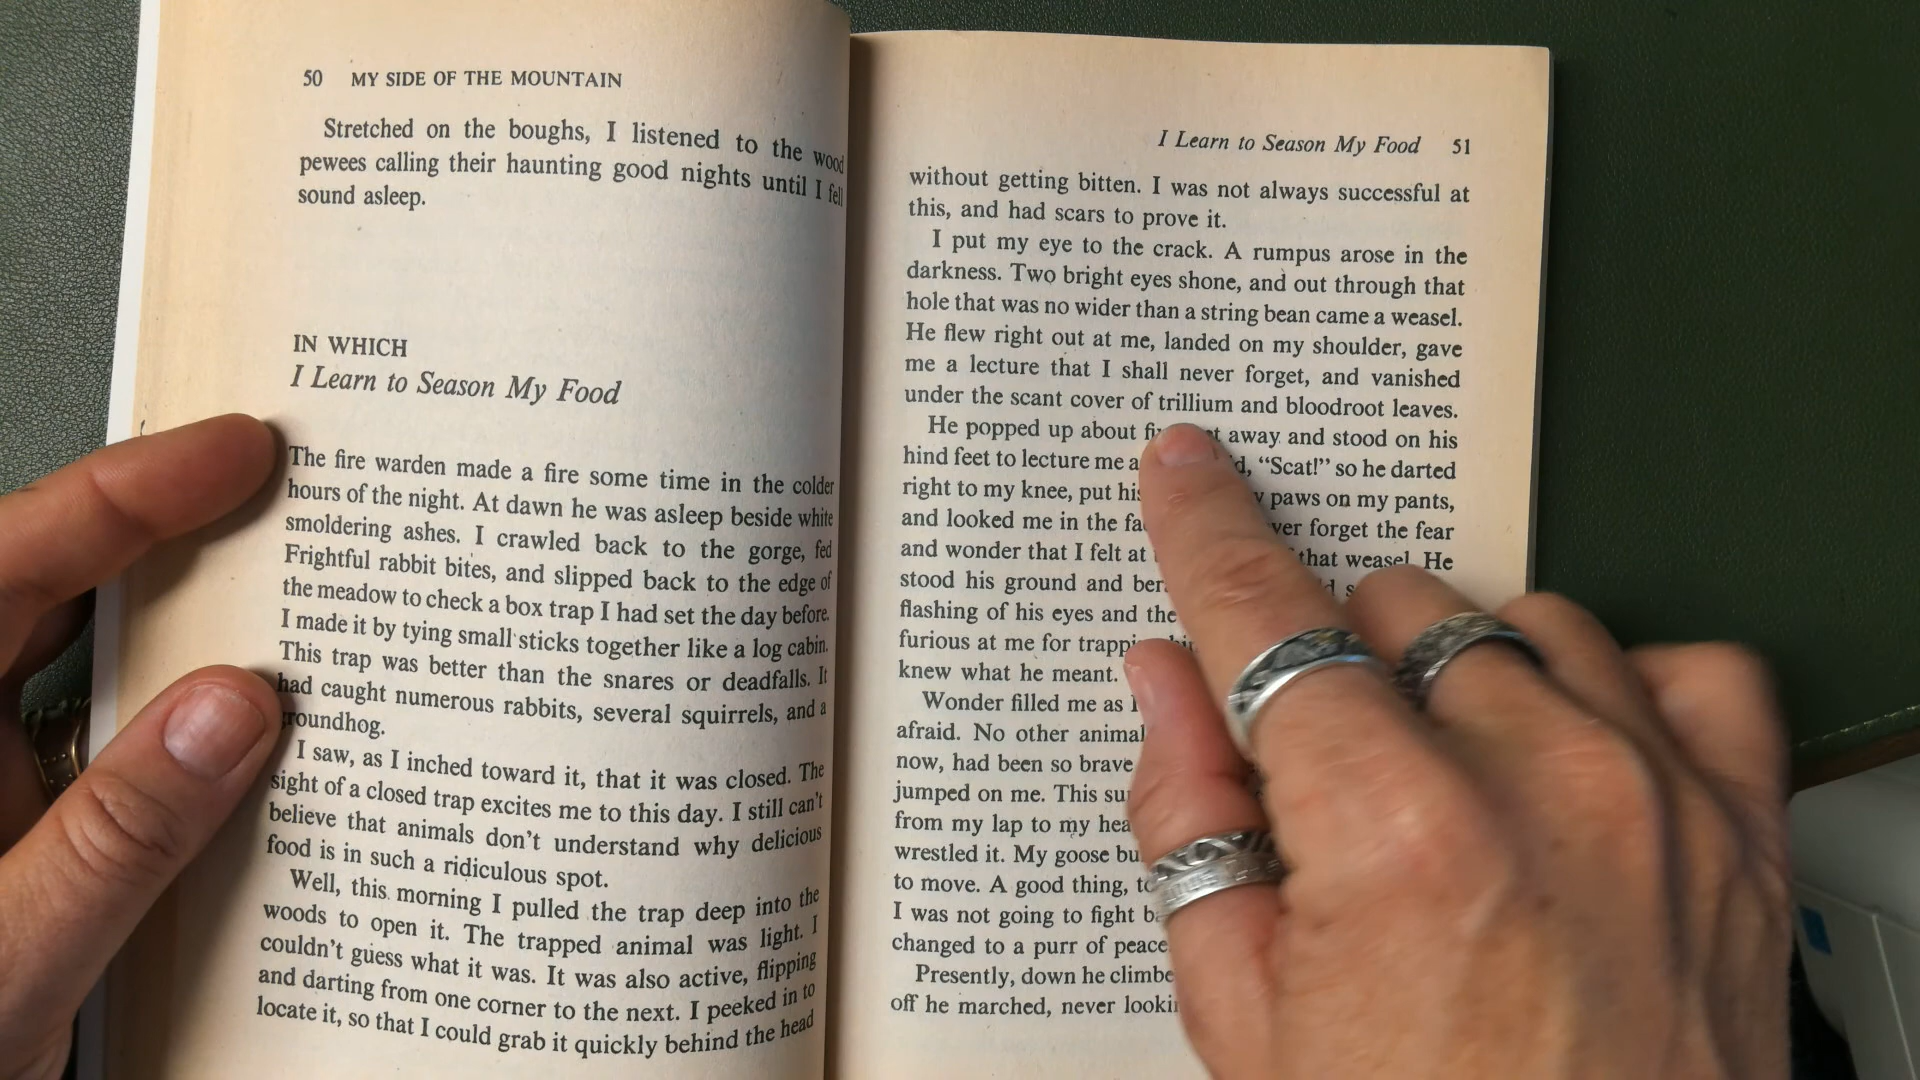 50 MY SIDE OF THE MOUNTAIN
Stretched on the boughs, I listened to the wood
pewees calling their haunting good nights until I fell
sound asleep.
IN WHICH
I Learn to Season My Food
The fire warden made a fire some time in the colder
hours of the night. At dawn he was asleep beside white
smoldering ashes. I crawled back to the gorge, fed
Frightful rabbit bites, and slipped back to the edge of
the meadow to check a box trap I had set the day before.
I made it by tying small sticks together like a log cabin.
This trap was better than the snares or deadfalls. It
had caught numerous rabbits, several squirrels, and a
groundhog.
I saw, as I inched toward it, that it was closed. The
sight of a closed trap excites me to this day. I still can't
believe that animals don't understand why delicious
food is in such a ridiculous spot.
Well, this morning I pulled the trap deep into the
woods to open it. The trapped animal was light. I
couldn't guess what it was. It was also active, flipping
and darting from one corner to the next. I peeked in to
locate it, so that I could grab it quickly behind the head
I Learn to Season My Food 51
without getting bitten. I was not always successful at
this, and had scars to prove it.
I put my eye to the crack. A rumpus arose in the
darkness. Two bright eyes shone, and out through that
hole that was no wider than a string bean came a weasel.
He flew right out at me, landed on my shoulder, gave
me a lecture that I shall never forget, and vanished
under the scant cover of trillium and bloodroot leaves.
He popped up about away and stood on his
hind feet to lecture me "Scat!" so he darted
right to my knee, put paws on my pants,
and looked me in the forget the fear
and wonder that I felt at that weasel. He
stood his ground and
flashing of his eyes and the
furious at me for
knew what he meant.
Wonder filled me as
afraid. No other
now, had been so brave
jumped on me. This
from my lap to my
wrestled it. My goose
to move. A good thing,
I was not going to fight
changed to a purr of peace
Presently, down he
off he marched, never